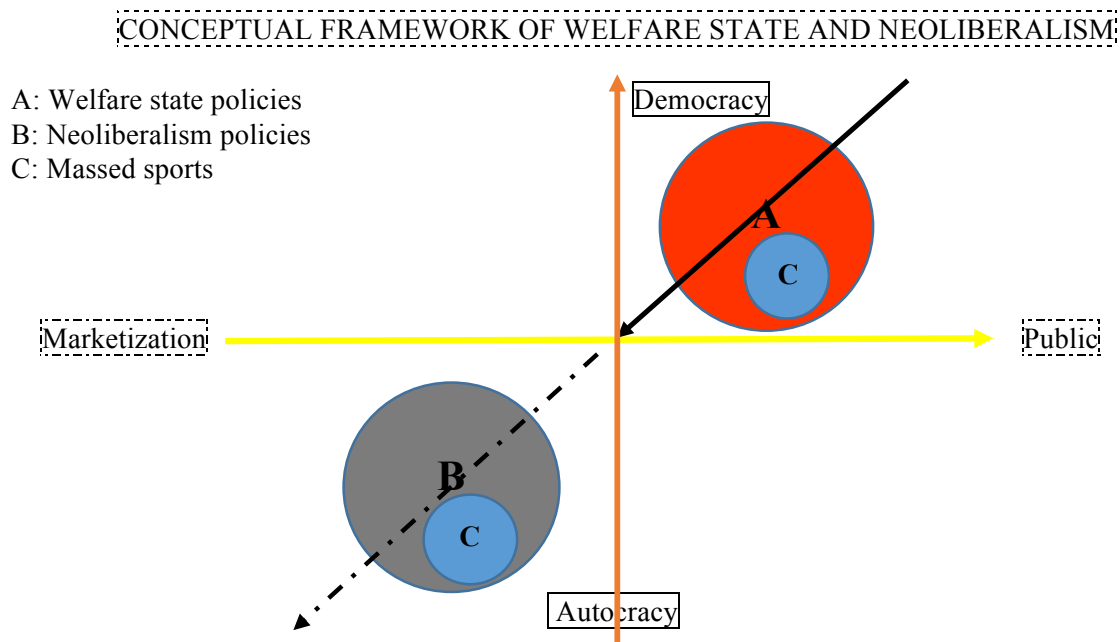 CONCEPTUAL FRAMEWORK OF WELFARE STATE AND NEOLIBERALISM
A: Welfare state policies
B: Neoliberalism policies
C: Massed sports
Democracy
A
C
Marketization
Public
B
C
Autocracy